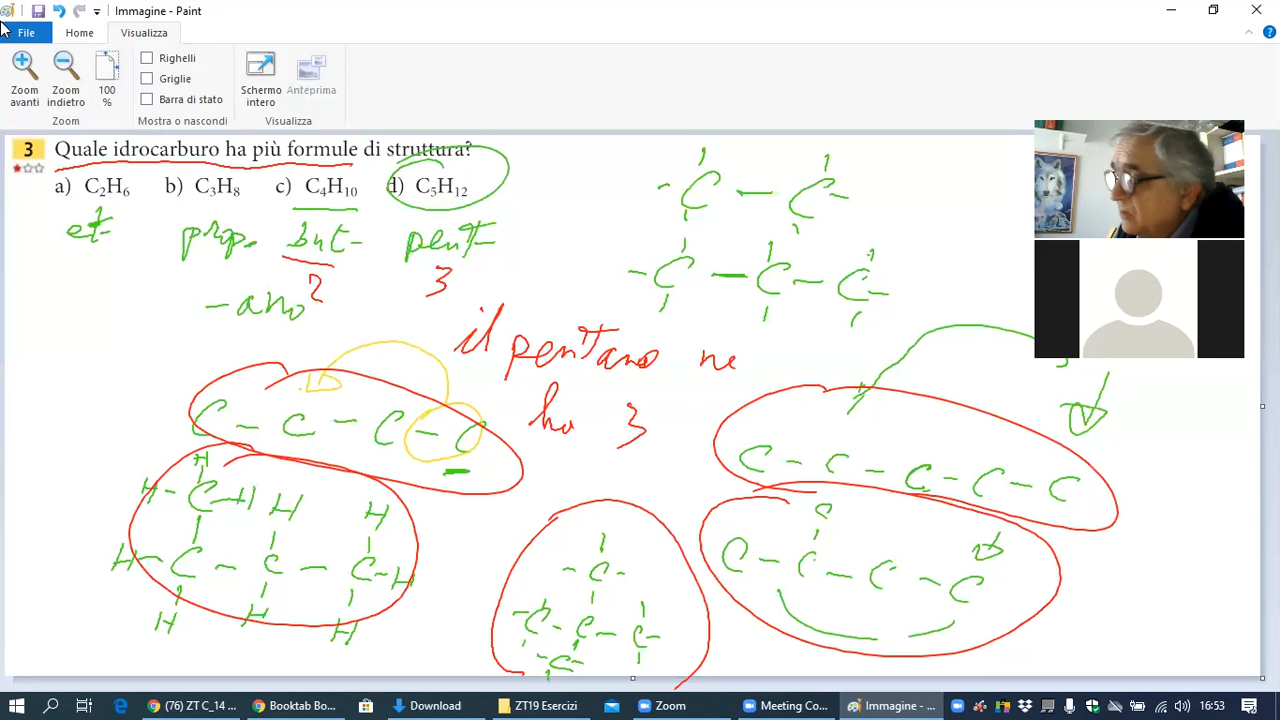 Immagine - Paint
File Home Visualizza
Zoom avanti
Zoom indietro
100 %
Righelli
Griglie
Barra di stato
Schermo intero
Anteprima
Zoom
Mostra o nascondi
Visualizza
3 Quale idrocarburo ha più formule di struttura?
a) C2H6 b) C3H8 c) C4H10 d) C5H12
et- prop- but- pent-
2 3
-ano
C - C
C - C - C
il pentano ne
ha 3
C - C - C - C
C - C - C - C - C
H
H - C - H H H
H - C - C - C - H
H H H
C
C - C - C - C
C
C C - C
C
(76) ZT C_14 Booktab Bo Download ZT19 Esercizi Zoom Meeting Co... Immagine -... 16:53